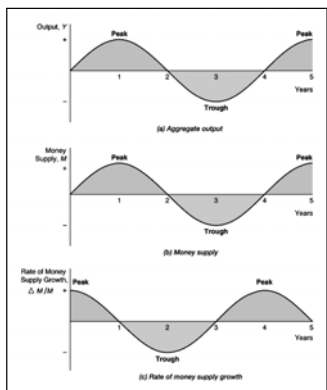 Output, Y
+
Peak
Peak
1
2
3
4
5
Years
–
Trough
(a) Aggregate output
Money
Supply, M
+
Peak
Peak
1
2
3
4
5
Years
–
Trough
(b) Money supply
Rate of Money
Supply Growth,
△ M/M
+
Peak
Peak
1
2
3
4
5
Years
–
Trough
(c) Rate of money supply growth